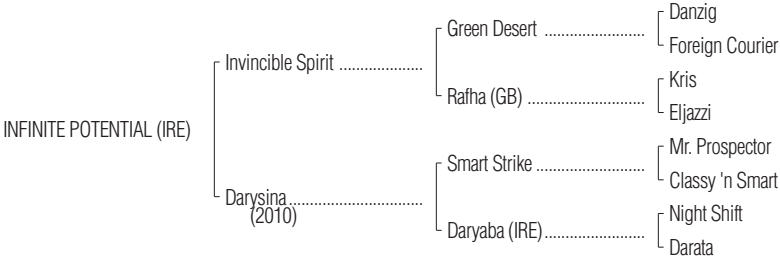 Danzig
Green Desert ........................
Foreign Courier
Invincible Spirit ....................
Kris
Rafha (GB) ............................
Eljazzi
INFINITE POTENTIAL (IRE)
Mr. Prospector
Smart Strike ..........................
Classy 'n Smart
Darysina ................................
(2010)
Night Shift
Daryaba (IRE) ........................
Darata